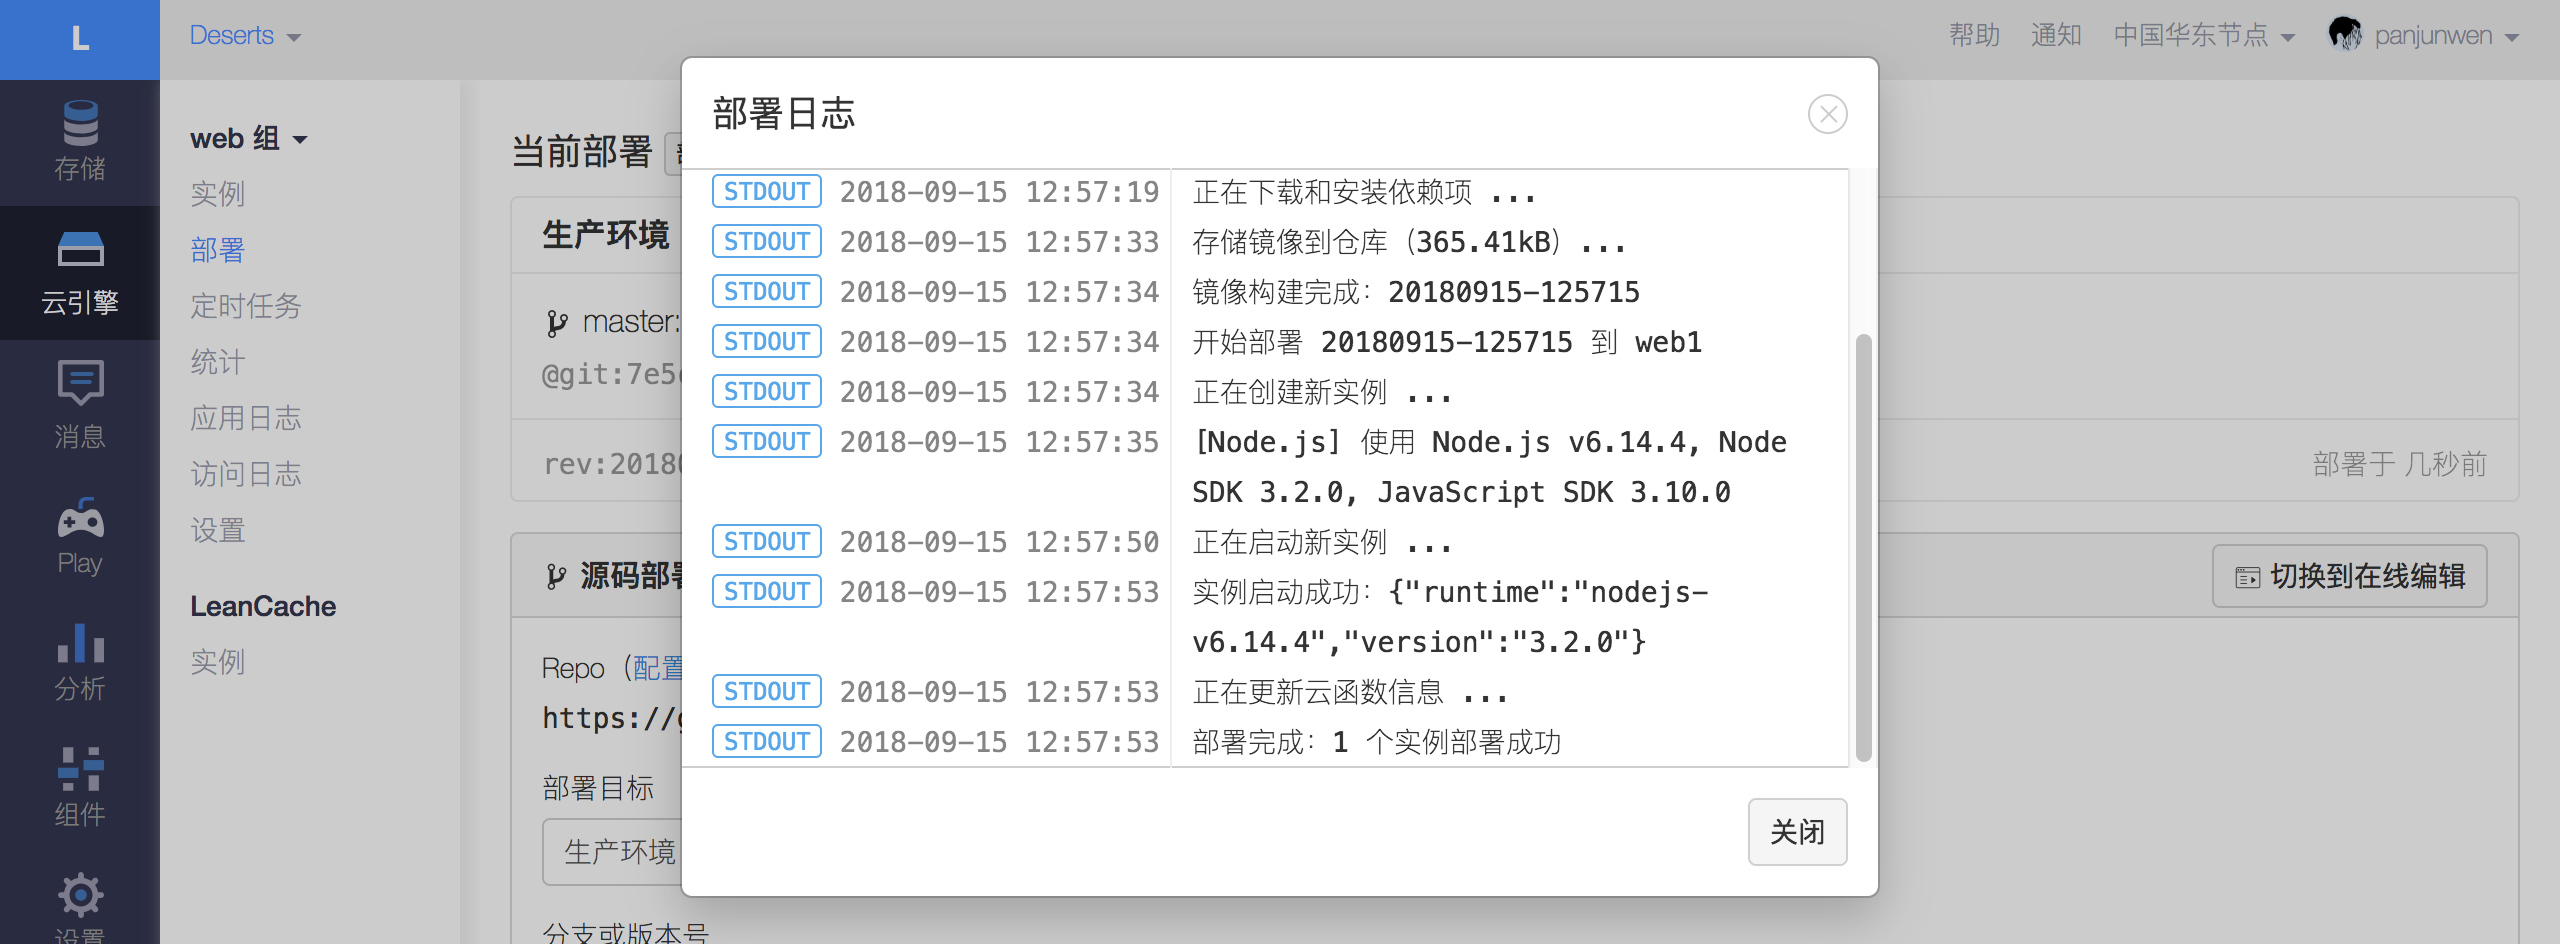 L
Deserts
帮助 通知 中国华东节点 panjunwen
存储
云引擎
消息
Play
分析
组件
设置
web 组
实例
部署
定时任务
统计
应用日志
访问日志
设置
LeanCache
实例
当前部署
生产环境
master:
@git:7e5
rev:2018
部署于 几秒前
源码部署
切换到在线编辑
Repo（配置
https://g
部署目标
生产环境
分支或版本号
部署日志
STDOUT 2018-09-15 12:57:19 正在下载和安装依赖项 ...
STDOUT 2018-09-15 12:57:33 存储镜像到仓库（365.41kB）...
STDOUT 2018-09-15 12:57:34 镜像构建完成：20180915-125715
STDOUT 2018-09-15 12:57:34 开始部署 20180915-125715 到 web1
STDOUT 2018-09-15 12:57:34 正在创建新实例 ...
STDOUT 2018-09-15 12:57:35 [Node.js] 使用 Node.js v6.14.4, Node
SDK 3.2.0, JavaScript SDK 3.10.0
STDOUT 2018-09-15 12:57:50 正在启动新实例 ...
STDOUT 2018-09-15 12:57:53 实例启动成功：{"runtime":"nodejs-
v6.14.4","version":"3.2.0"}
STDOUT 2018-09-15 12:57:53 正在更新云函数信息 ...
STDOUT 2018-09-15 12:57:53 部署完成：1 个实例部署成功
关闭